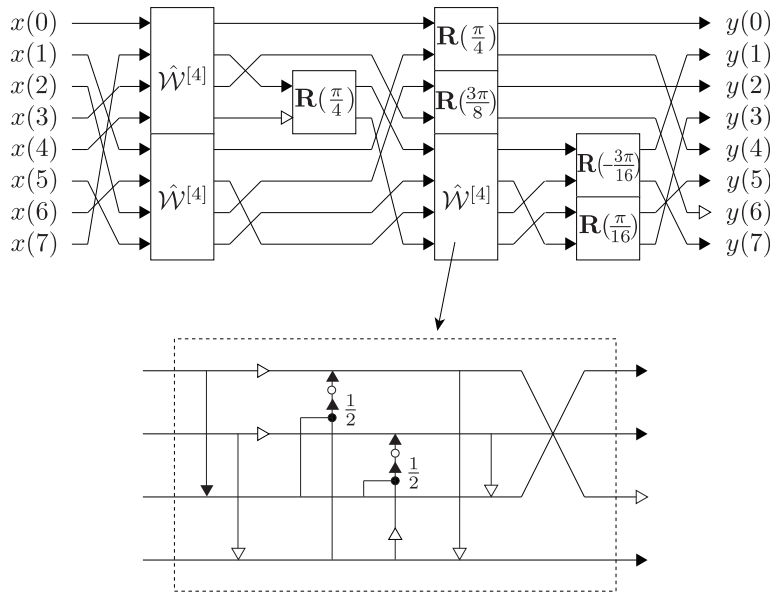 x(0)
x(1)
x(2)
x(3)
x(4)
x(5)
x(6)
x(7)
Ŵ^[4]
Ŵ^[4]
R(π/4)
R(π/4)
R(3π/8)
Ŵ^[4]
R(-3π/16)
R(π/16)
y(0)
y(1)
y(2)
y(3)
y(4)
y(5)
y(6)
y(7)
1/2
1/2